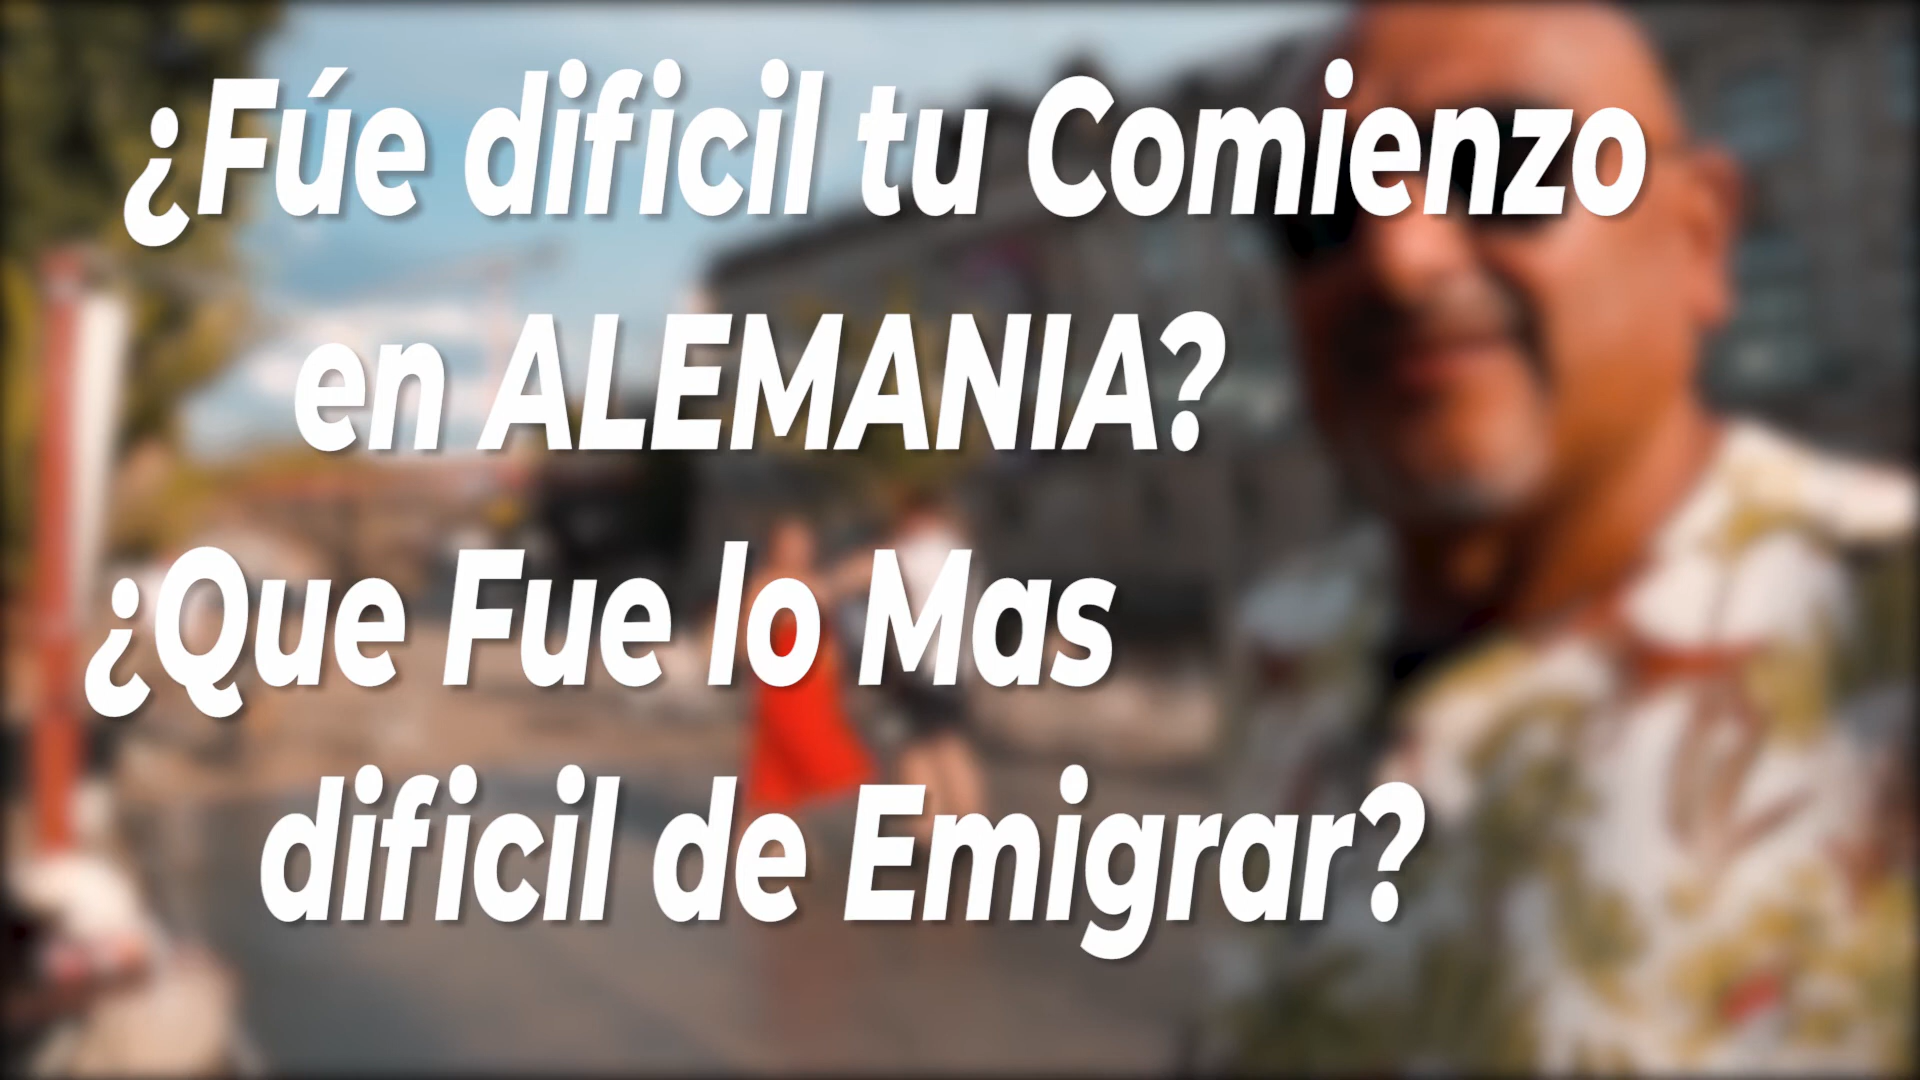 ¿Fúe dificil tu Comienzo
en ALEMANIA?
¿Que Fue lo Mas
dificil de Emigrar?